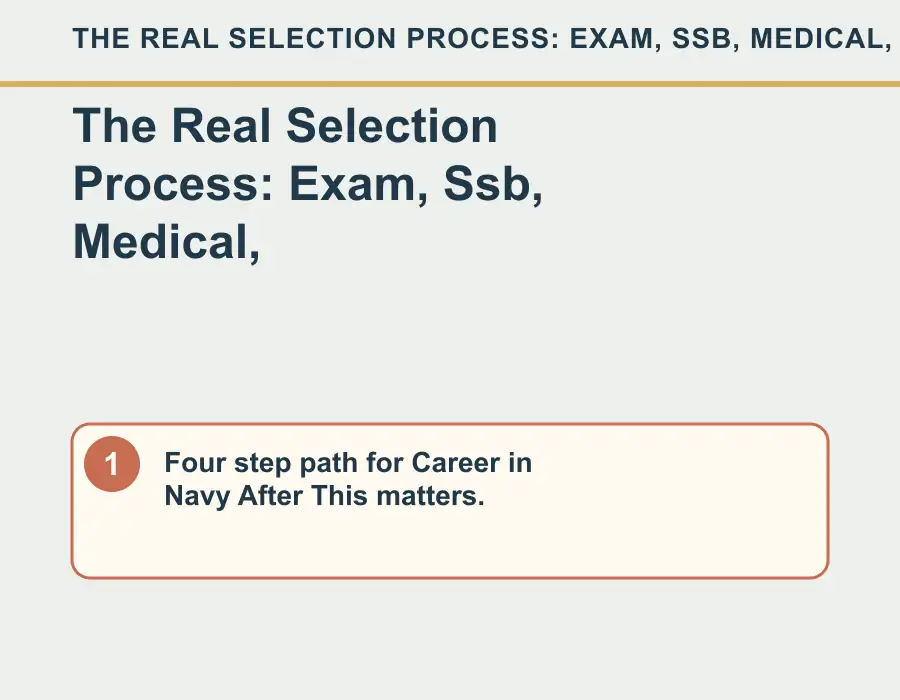 THE REAL SELECTION PROCESS: EXAM, SSB, MEDICAL,
The Real Selection
Process: Exam, Ssb,
Medical,
1
Four step path for Career in
Navy After This matters.